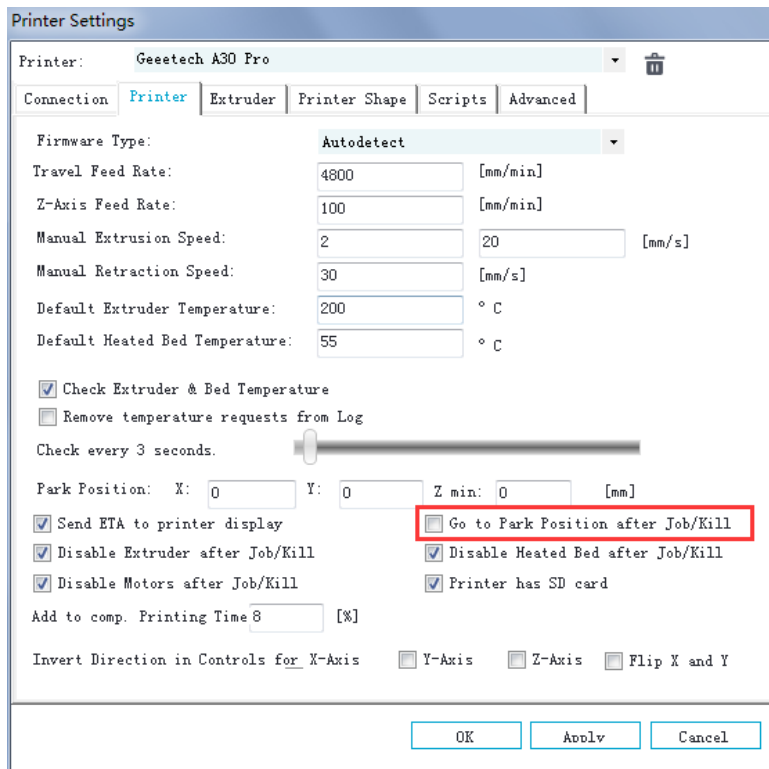 Printer Settings
Printer: Geeetech A30 Pro
Connection Printer Extruder Printer Shape Scripts Advanced
Firmware Type: Autodetect
Travel Feed Rate: 4800 [mm/min]
Z-Axis Feed Rate: 100 [mm/min]
Manual Extrusion Speed: 2 20 [mm/s]
Manual Retraction Speed: 30 [mm/s]
Default Extruder Temperature: 200 ° C
Default Heated Bed Temperature: 55 ° C
Check Extruder & Bed Temperature
Remove temperature requests from Log
Check every 3 seconds.
Park Position: X: 0 Y: 0 Z min: 0 [mm]
Send ETA to printer display Go to Park Position after Job/Kill
Disable Extruder after Job/Kill Disable Heated Bed after Job/Kill
Disable Motors after Job/Kill Printer has SD card
Add to comp. Printing Time 8 [%]
Invert Direction in Controls for X-Axis Y-Axis Z-Axis Flip X and Y
OK Apply Cancel